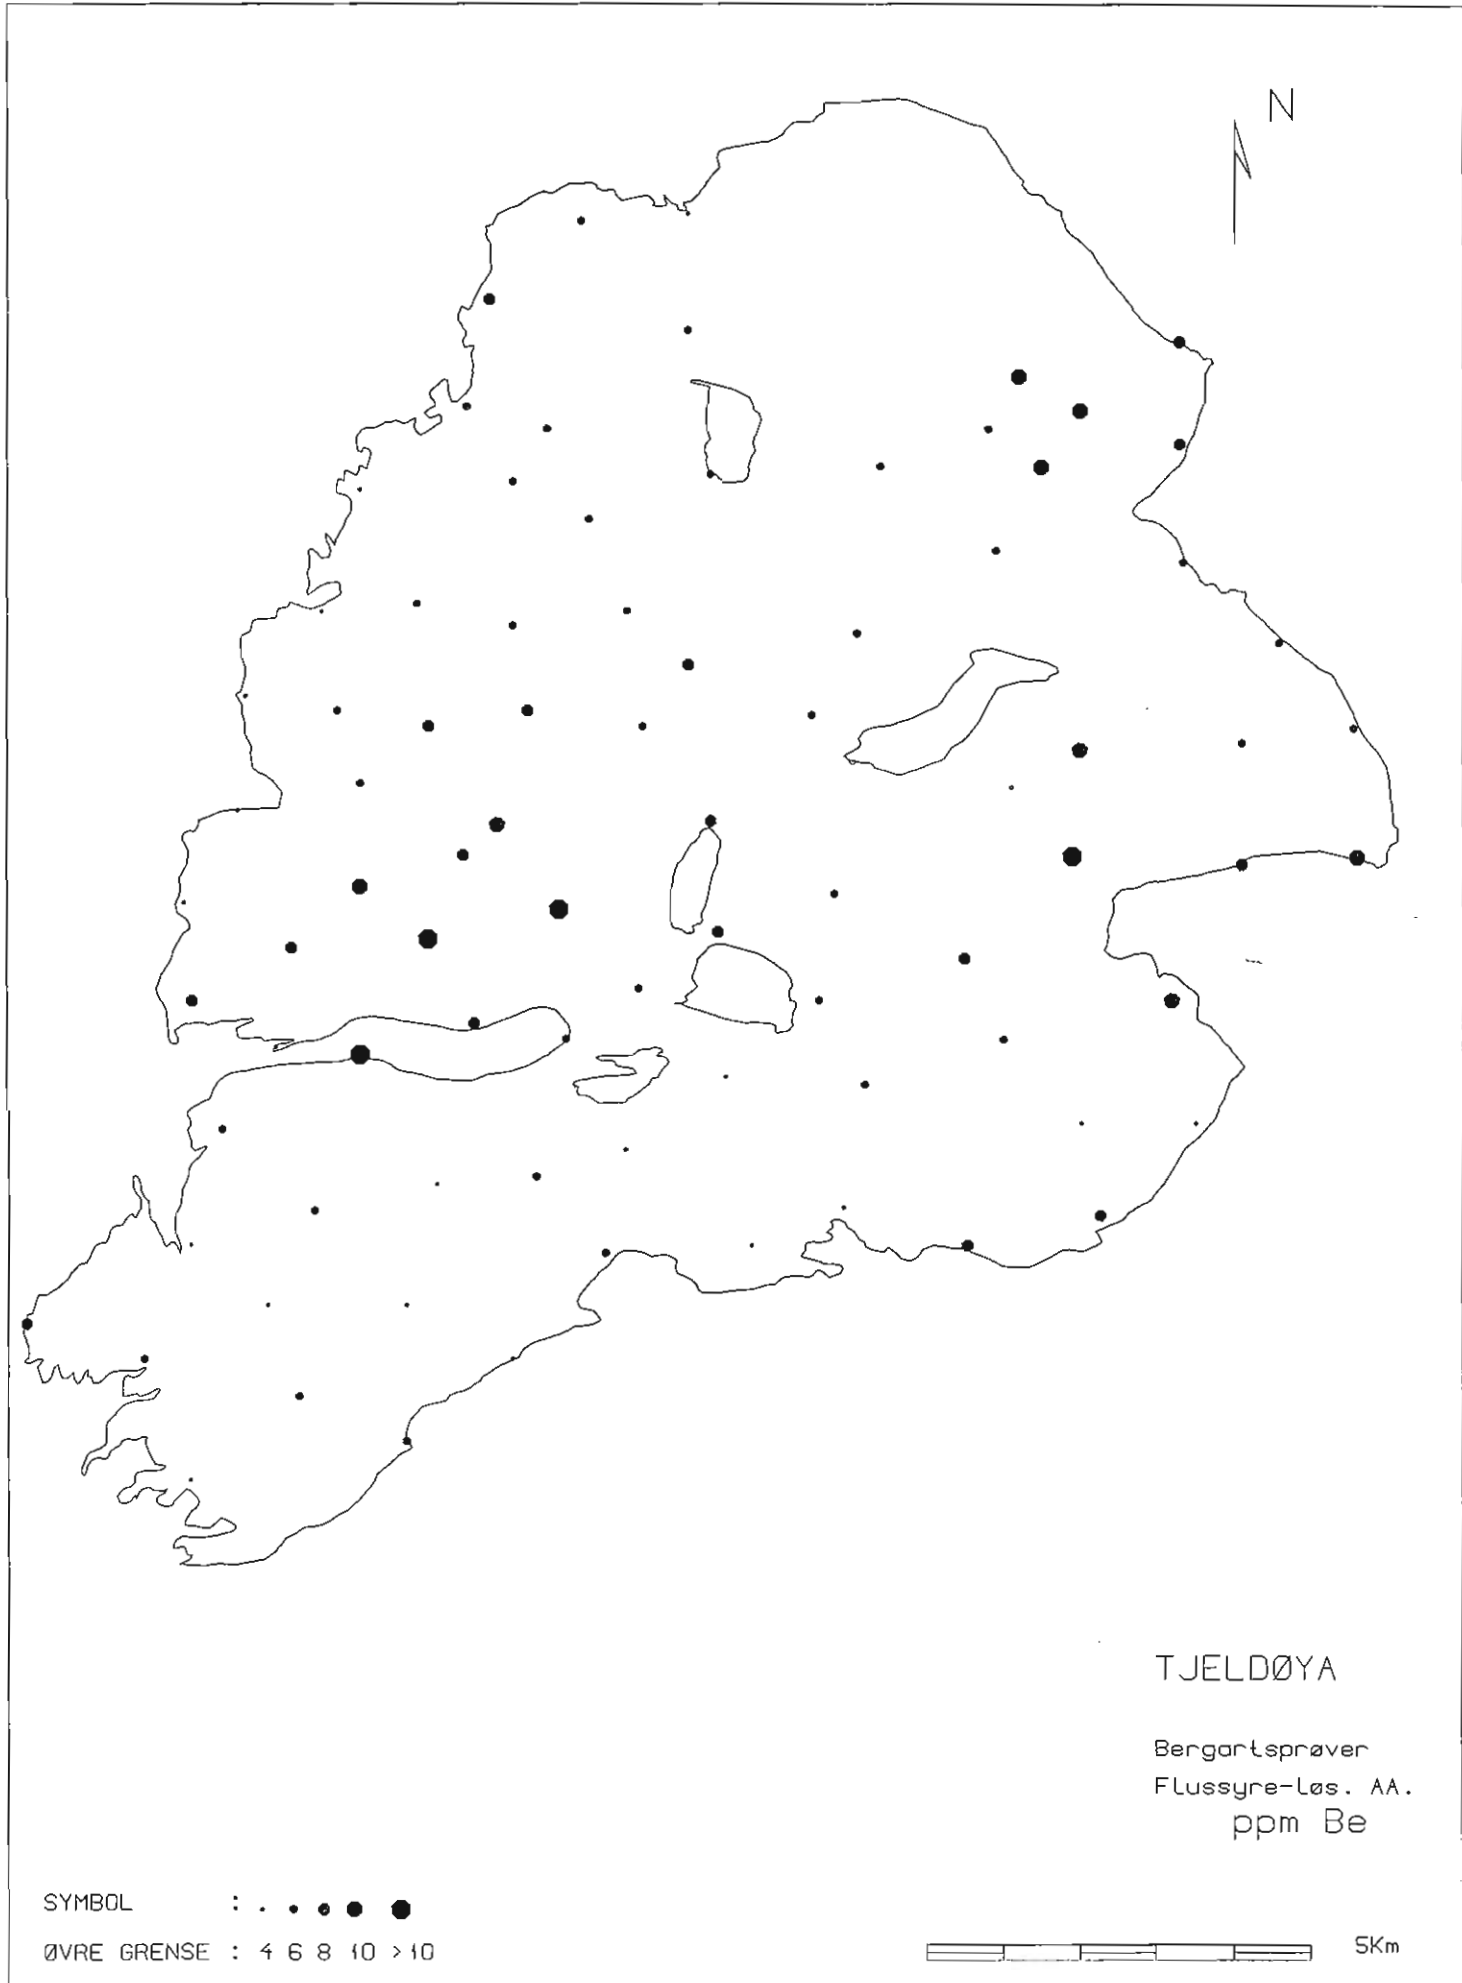 N
TJELDØYA
Bergartsprøver
Flussyre-løs. AA.
ppm Be
SYMBOL :
ØVRE GRENSE : 4 6 8 10 >10
5Km